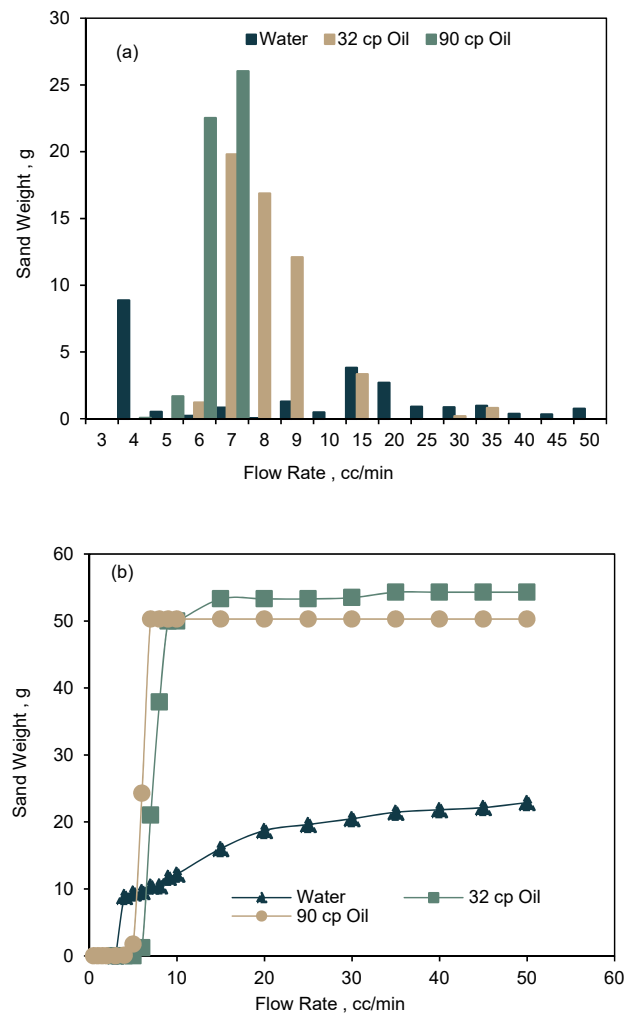 30
(a)
Water 32 cp Oil 90 cp Oil
25
20
15
10
5
0
Sand Weight , g
3 4 5 6 7 8 9 10 15 20 25 30 35 40 45 50
Flow Rate , cc/min
60
(b)
50
40
30
20
10
0
Sand Weight , g
Water 32 cp Oil
90 cp Oil
0 10 20 30 40 50 60
Flow Rate , cc/min